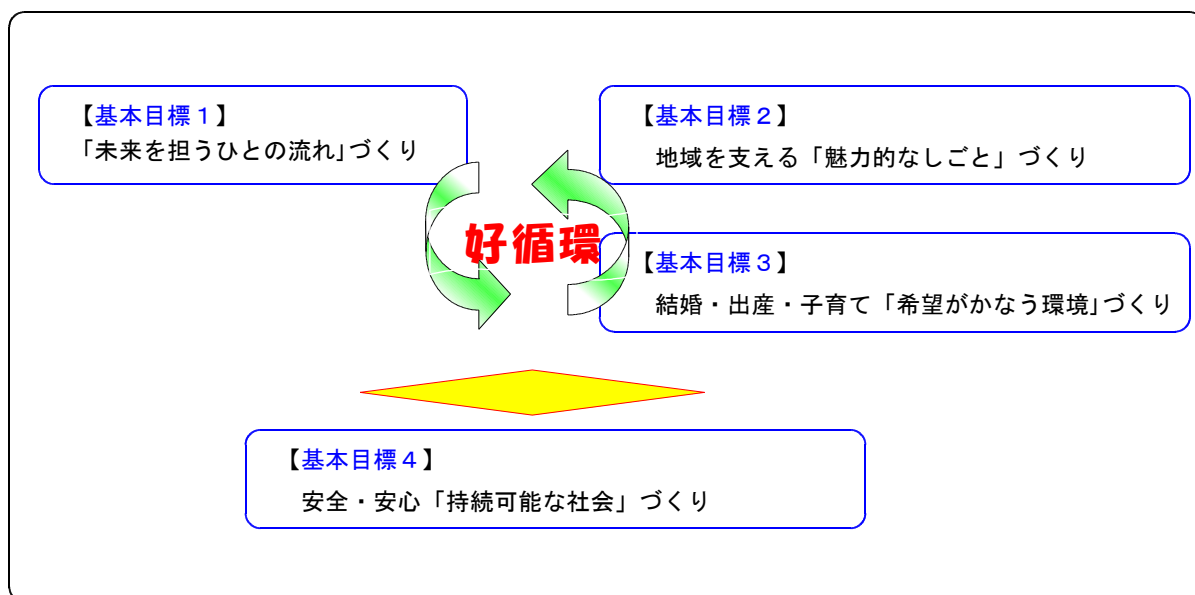 【基本目標１】
「未来を担うひとの流れ」づくり
【基本目標２】
地域を支える「魅力的なしごと」づくり
好循環
【基本目標３】
結婚・出産・子育て「希望がかなう環境」づくり
【基本目標４】
安全・安心「持続可能な社会」づくり